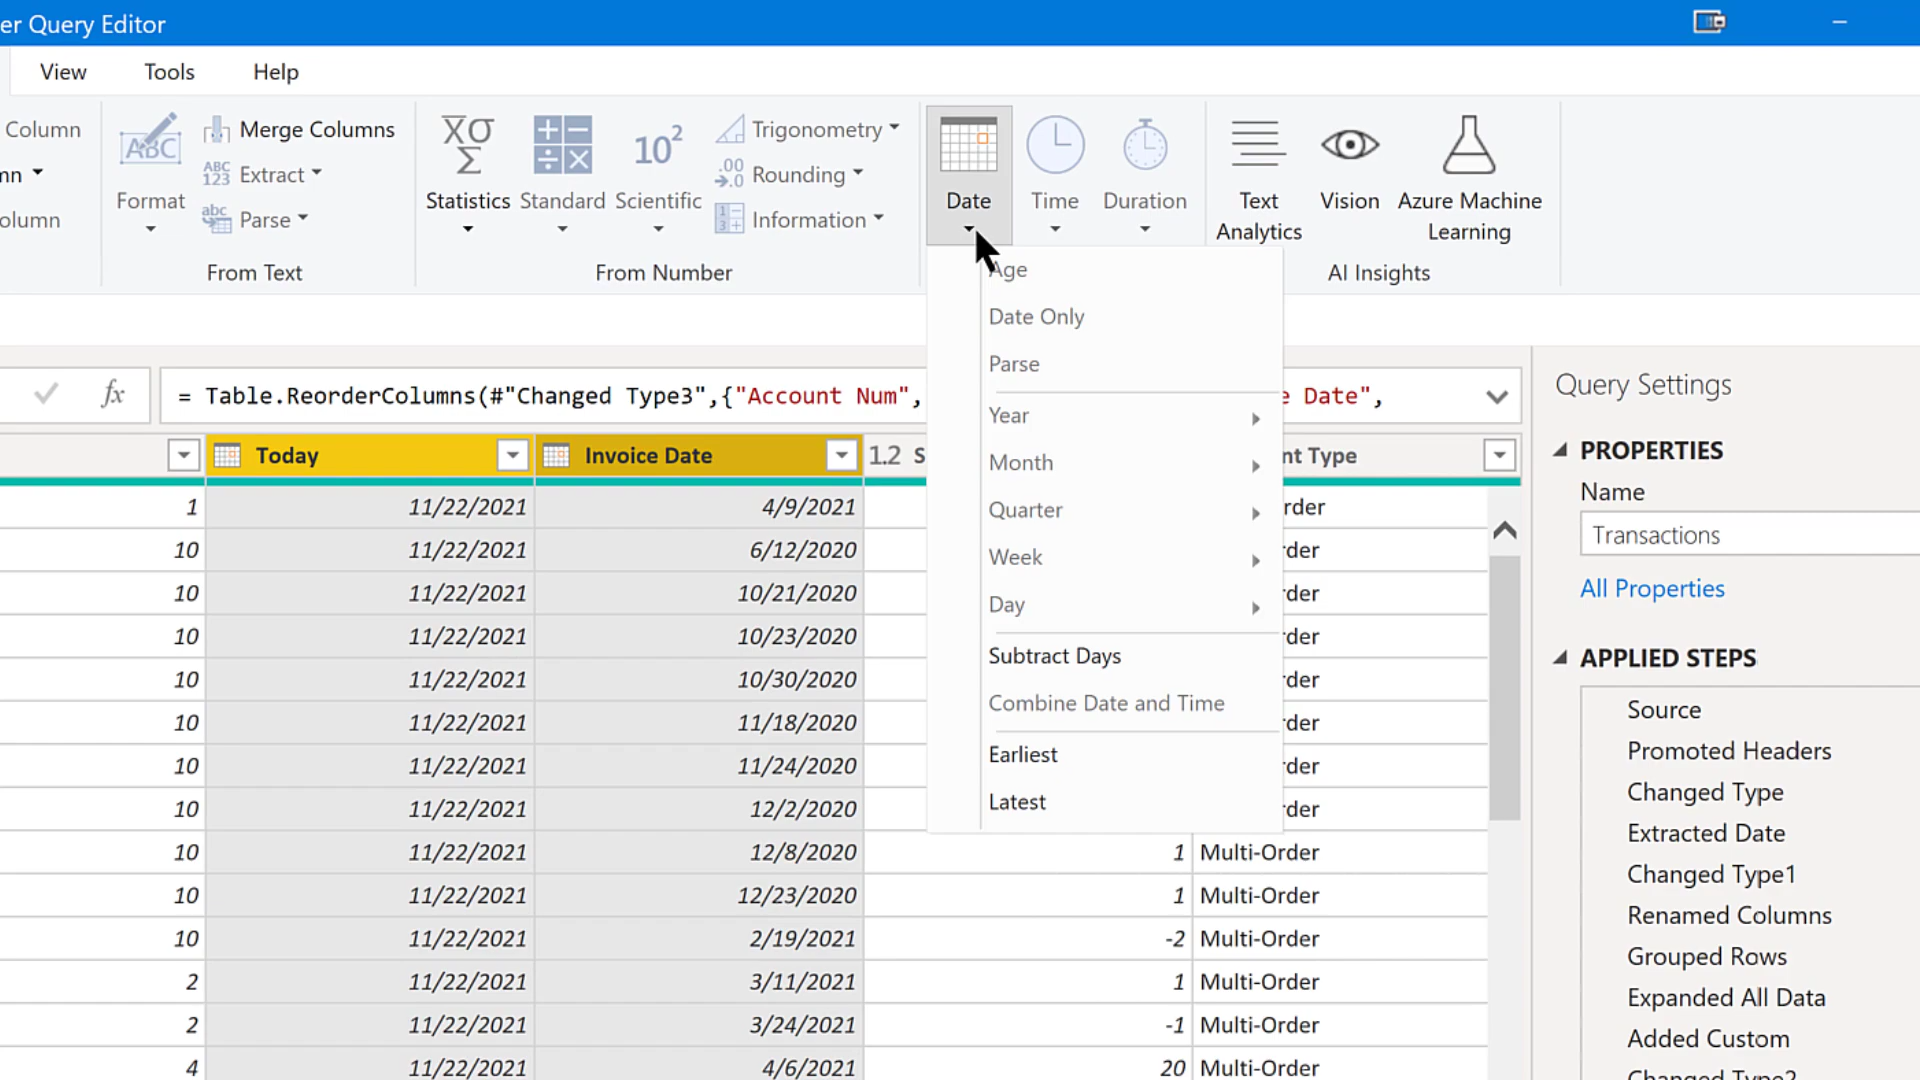 er Query Editor
View Tools Help
Column
nn
olumn
ABC
Format
Merge Columns
ABC
123
Extract
abc
Parse
From Text
XσΣ
Statistics
Standard
10²
Scientific
Trigonometry
.00
→.0
Rounding
Information
From Number
Date
Time
Duration
Text
Analytics
Vision
Azure Machine
Learning
AI Insights
Age
Date Only
Parse
Year
Month
Quarter
Week
Day
Subtract Days
Combine Date and Time
Earliest
Latest
fx = Table.ReorderColumns(#"Changed Type3",{"Account Num", e Date",
Today Invoice Date 1.2 S nt Type
1 11/22/2021 4/9/2021 rder
10 11/22/2021 6/12/2020 der
10 11/22/2021 10/21/2020 der
10 11/22/2021 10/23/2020 der
10 11/22/2021 10/30/2020 der
10 11/22/2021 11/18/2020 der
10 11/22/2021 11/24/2020 der
10 11/22/2021 12/2/2020 der
10 11/22/2021 12/8/2020 1 Multi-Order
10 11/22/2021 12/23/2020 1 Multi-Order
10 11/22/2021 2/19/2021 -2 Multi-Order
2 11/22/2021 3/11/2021 1 Multi-Order
2 11/22/2021 3/24/2021 -1 Multi-Order
4 11/22/2021 4/6/2021 20 Multi-Order
Query Settings
PROPERTIES
Name
Transactions
All Properties
APPLIED STEPS
Source
Promoted Headers
Changed Type
Extracted Date
Changed Type1
Renamed Columns
Grouped Rows
Expanded All Data
Added Custom
Changed Type2